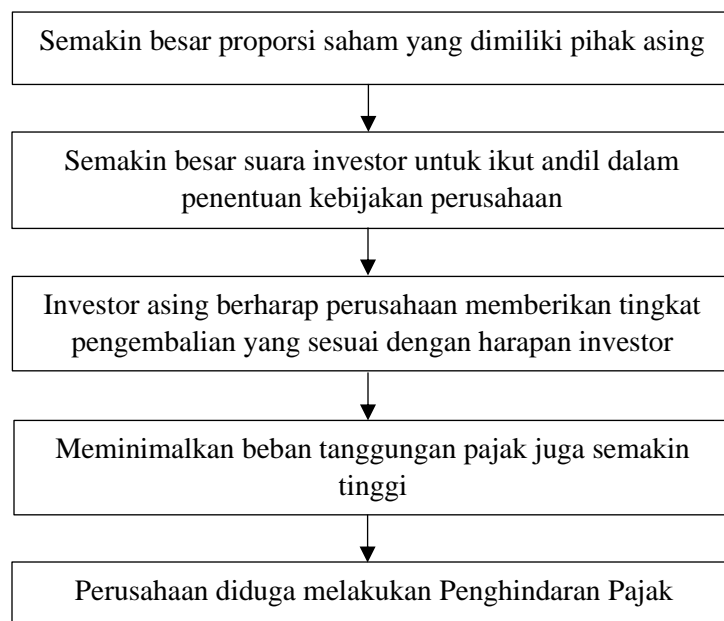 Semakin besar proporsi saham yang dimiliki pihak asing
Semakin besar suara investor untuk ikut andil dalam
penentuan kebijakan perusahaan
Investor asing berharap perusahaan memberikan tingkat
pengembalian yang sesuai dengan harapan investor
Meminimalkan beban tanggungan pajak juga semakin
tinggi
Perusahaan diduga melakukan Penghindaran Pajak